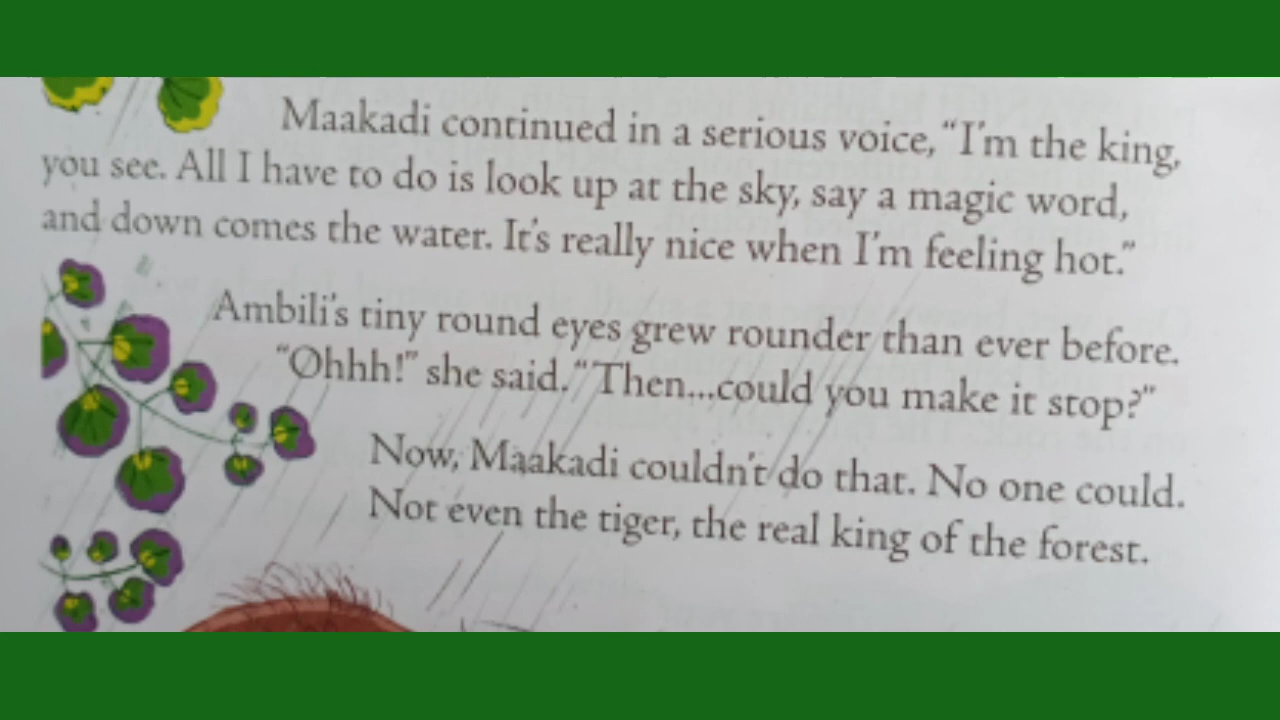 Maakadi continued in a serious voice, “I’m the king,
you see. All I have to do is look up at the sky, say a magic word,
and down comes the water. It’s really nice when I’m feeling hot.”
Ambili’s tiny round eyes grew rounder than ever before.
“Ohhh!” she said. “Then...could you make it stop?”
Now, Maakadi couldn’t do that. No one could.
Not even the tiger, the real king of the forest.